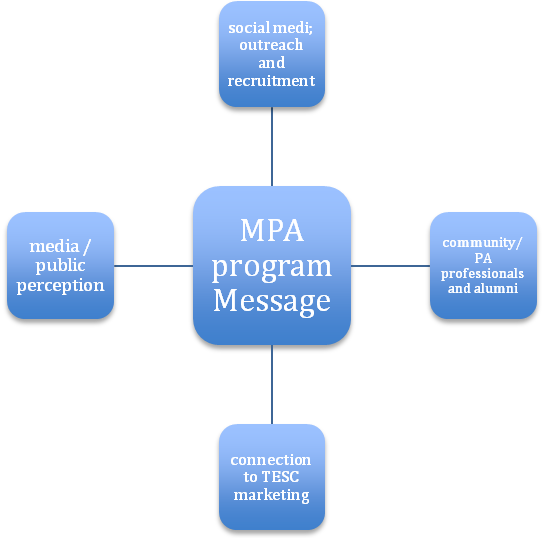 social medi;
outreach
and
recruitment
media /
public
perception
MPA
program
Message
community/
PA
professionals
and alumni
connection
to TESC
marketing